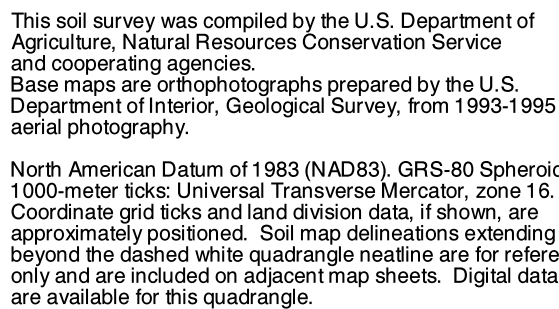 This soil survey was compiled by the U.S. Department of
Agriculture, Natural Resources Conservation Service
and cooperating agencies.
Base maps are orthophotographs prepared by the U.S.
Department of Interior, Geological Survey, from 1993-1995
aerial photography.

North American Datum of 1983 (NAD83). GRS-80 Spheroid
1000-meter ticks: Universal Transverse Mercator, zone 16.
Coordinate grid ticks and land division data, if shown, are
approximately positioned.  Soil map delineations extending
beyond the dashed white quadrangle neatline are for refere
only and are included on adjacent map sheets.  Digital data
are available for this quadrangle.